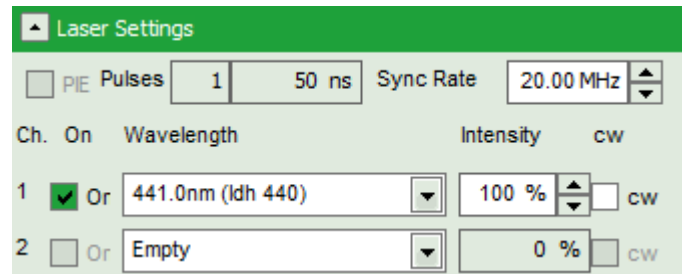 Laser Settings
PIE Pulses 1 50 ns Sync Rate 20.00 MHz
Ch. On Wavelength Intensity cw
1 Or 441.0nm (ldh 440) 100 % cw
2 Or Empty 0 % cw